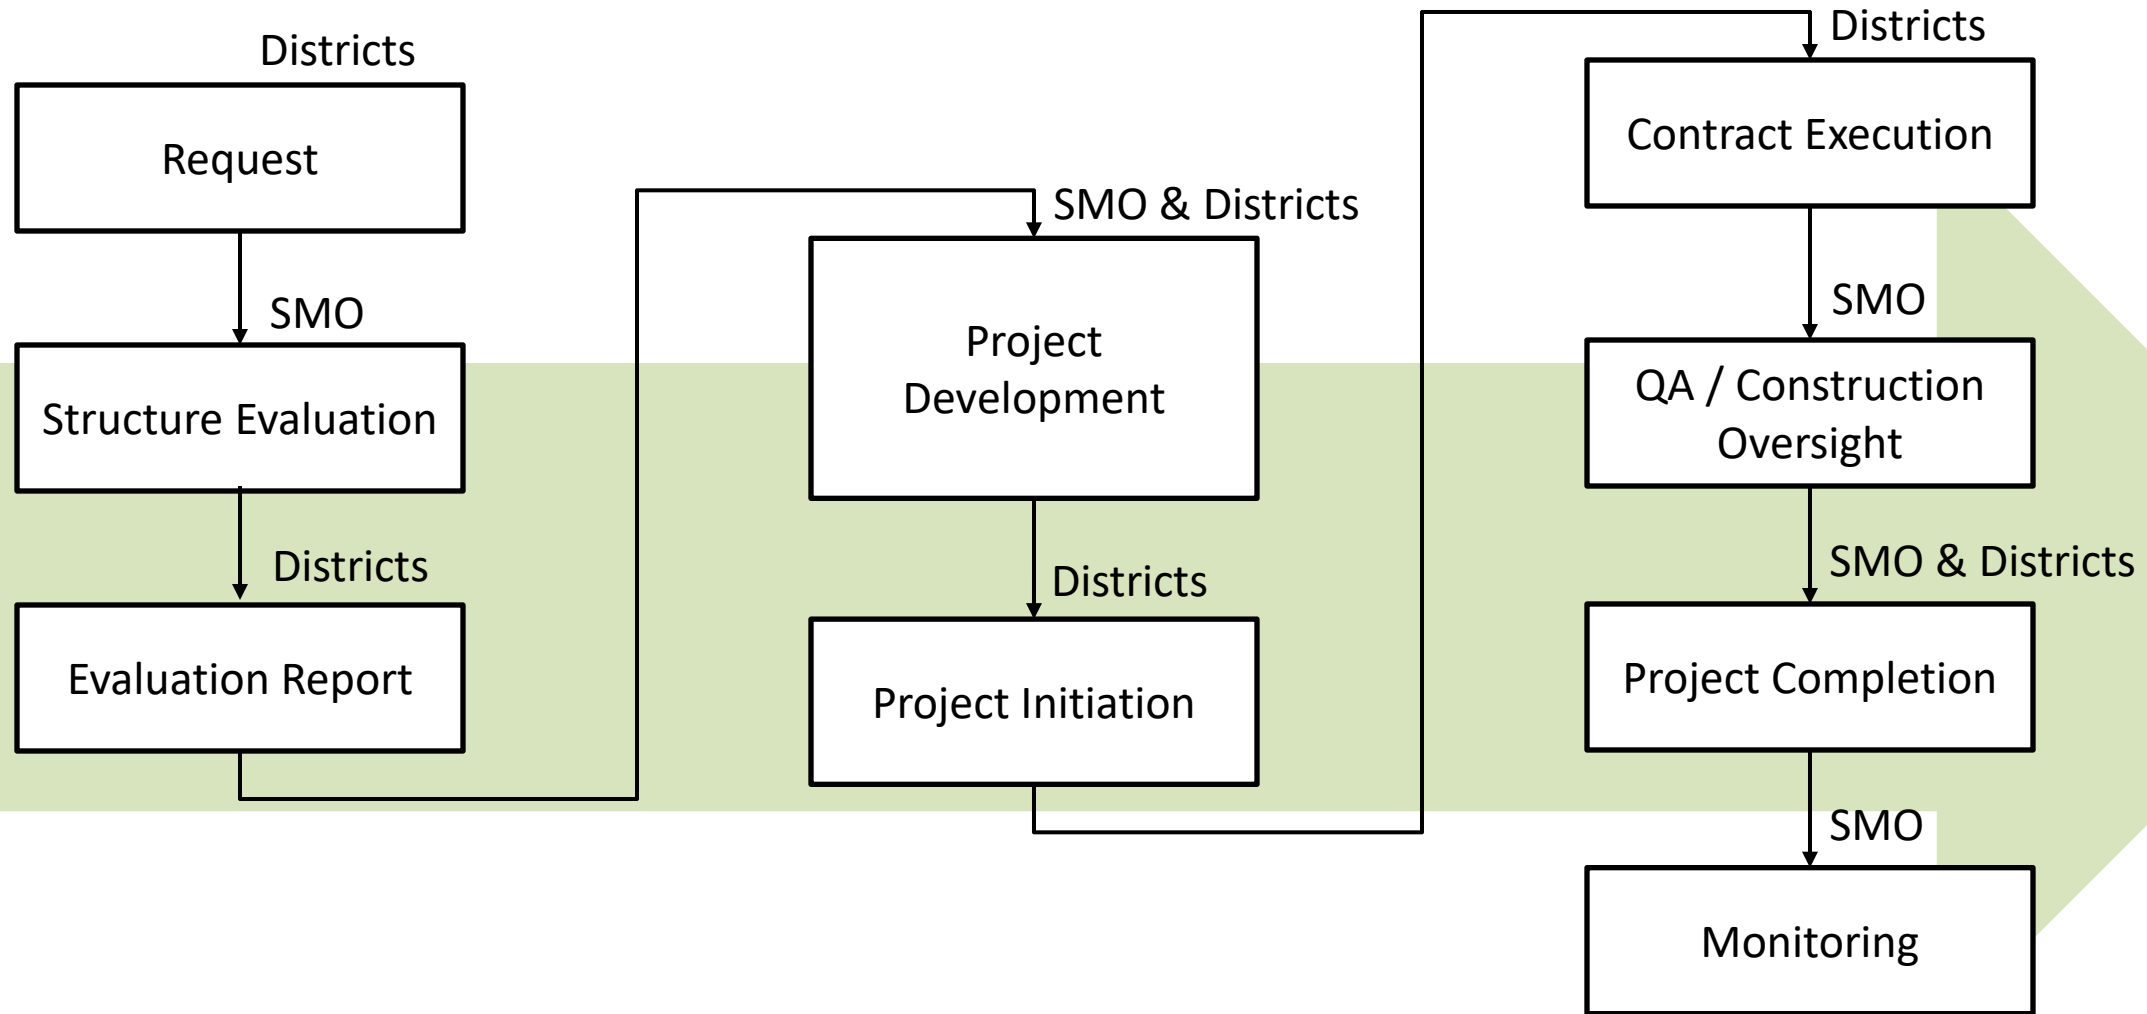 Districts
Request
SMO
Structure Evaluation
Districts
Evaluation Report
SMO & Districts
Project
Development
Districts
Project Initiation
Districts
Contract Execution
SMO
QA / Construction
Oversight
SMO & Districts
Project Completion
SMO
Monitoring